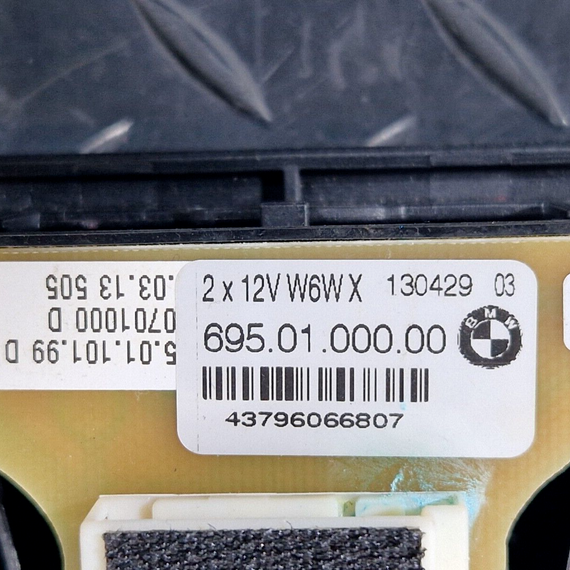 2 x 12V W6W X 130429 03
695.01.000.00
BMW
43796066807
.03.13 505
0701000 D
5.01.101.99 D